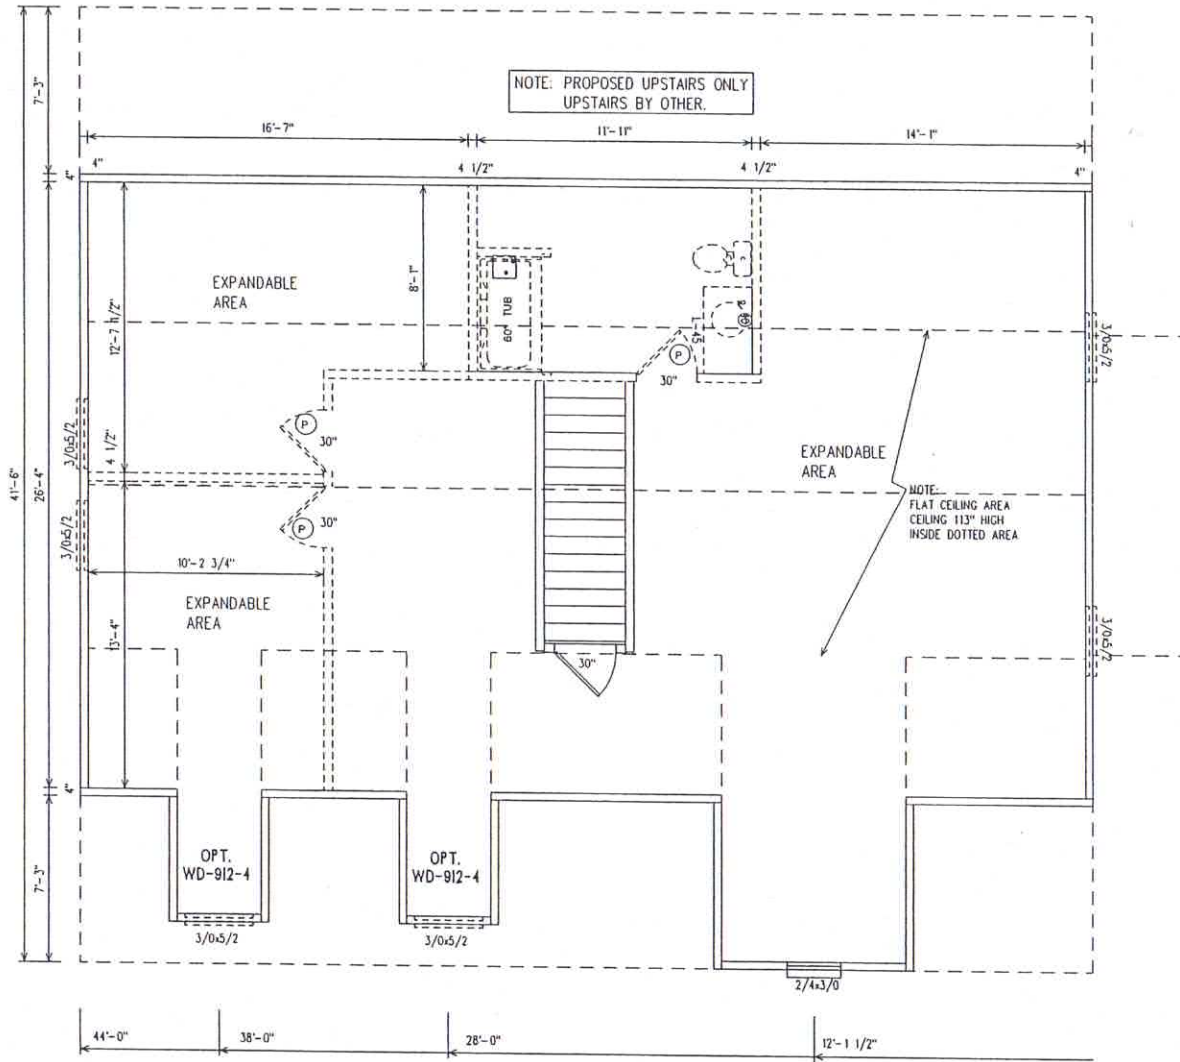 NOTE: PROPOSED UPSTAIRS ONLY
UPSTAIRS BY OTHER.
7'-3"
16'-7"
11'-11"
14'-1"
4"
4"
4 1/2"
4 1/2"
4"
EXPANDABLE
AREA
12'-7 1/2"
8'-1"
60" TUB
L 45
P
30"
3/0x5/2
P
30"
4 1/2"
3/0x5/2
41'-6"
26'-4"
EXPANDABLE
AREA
NOTE:
FLAT CEILING AREA
CEILING 113" HIGH
INSIDE DOTTED AREA
P
30"
3/0x5/2
10'-2 3/4"
EXPANDABLE
AREA
13'-4"
30"
3/0x5/2
4"
7'-3"
OPT.
WD-912-4
OPT.
WD-912-4
3/0x5/2
3/0x5/2
2/4x3/0
44'-0"
38'-0"
28'-0"
12'-1 1/2"